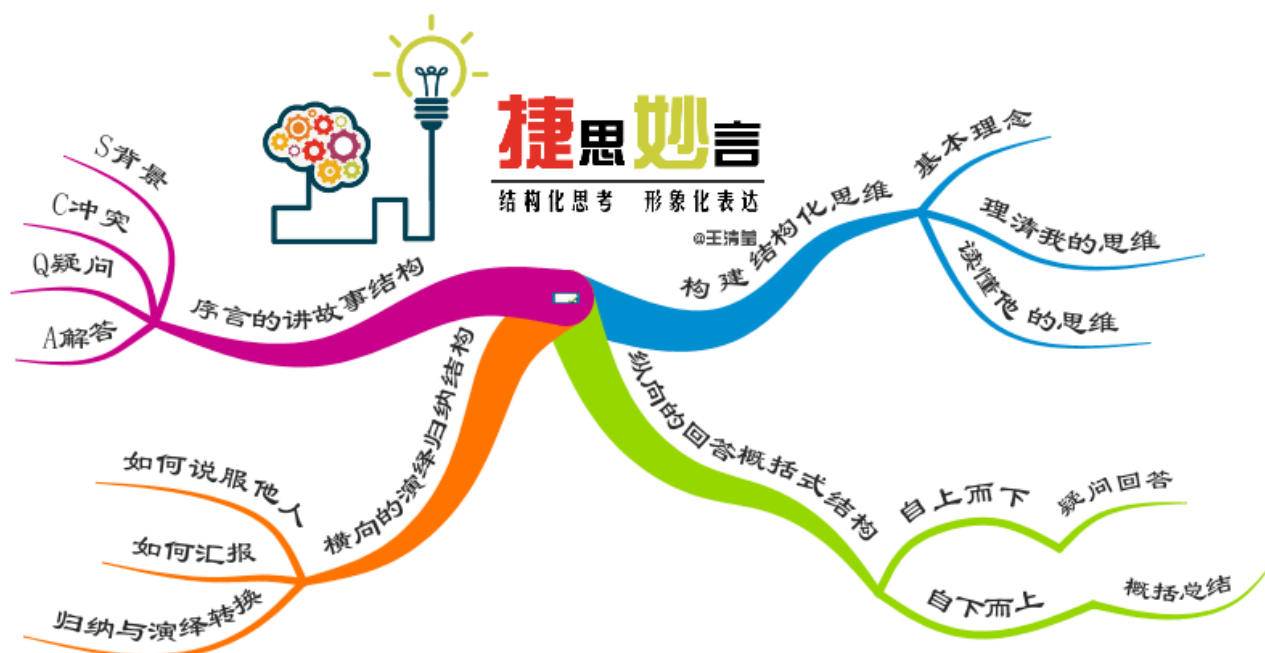 捷思妙言
结构化思考 形象化表达
@王清莹
构建结构化思维
基本理念
理清我的思维
读懂他的思维
纵向的回答概括式结构
自上而下
疑问回答
自下而上
概括总结
横向的演绎归纳结构
如何说服他人
如何汇报
归纳与演绎转换
序言的讲故事结构
S背景
C冲突
Q疑问
A解答